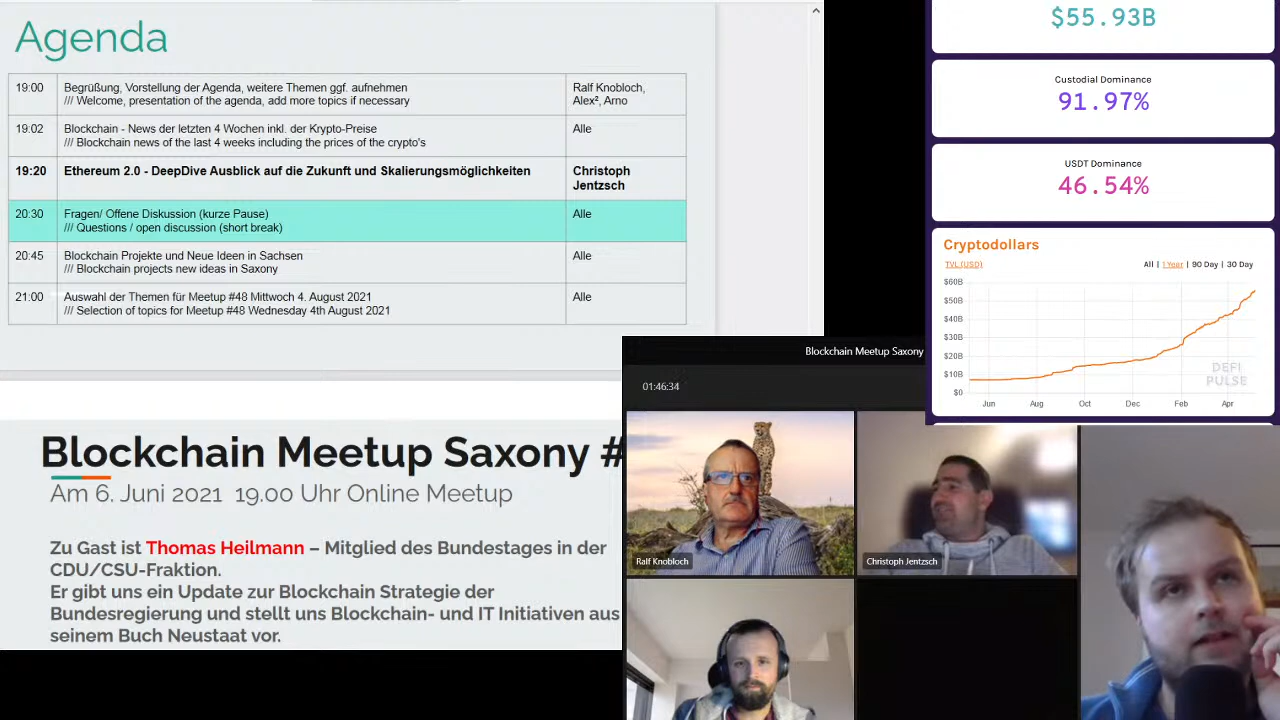 Agenda
19:00
Begrüßung, Vorstellung der Agenda, weitere Themen ggf. aufnehmen
/// Welcome, presentation of the agenda, add more topics if necessary
Ralf Knobloch,
Alex², Arno
19:02
Blockchain - News der letzten 4 Wochen inkl. der Krypto-Preise
/// Blockchain news of the last 4 weeks including the prices of the crypto's
Alle
19:20
Ethereum 2.0 - DeepDive Ausblick auf die Zukunft und Skalierungsmöglichkeiten
Christoph
Jentzsch
20:30
Fragen/ Offene Diskussion (kurze Pause)
/// Questions / open discussion (short break)
Alle
20:45
Blockchain Projekte und Neue Ideen in Sachsen
/// Blockchain projects new ideas in Saxony
Alle
21:00
Auswahl der Themen für Meetup #48 Mittwoch 4. August 2021
/// Selection of topics for Meetup #48 Wednesday 4th August 2021
Alle
Blockchain Meetup Saxony #
Am 6. Juni 2021 19.00 Uhr Online Meetup
Zu Gast ist Thomas Heilmann – Mitglied des Bundestages in der
CDU/CSU-Fraktion.
Er gibt uns ein Update zur Blockchain Strategie der
Bundesregierung und stellt uns Blockchain- und IT Initiativen aus
seinem Buch Neustaat vor.
$55.93B
Custodial Dominance
91.97%
USDT Dominance
46.54%
Cryptodollars
TVL (USD)
All | 1 Year | 90 Day | 30 Day
$60B
$50B
$40B
$30B
$20B
$10B
$0
Jun Aug Oct Dec Feb Apr
DEFI
PULSE
Blockchain Meetup Saxony
01:46:34
Ralf Knobloch
Christoph Jentzsch